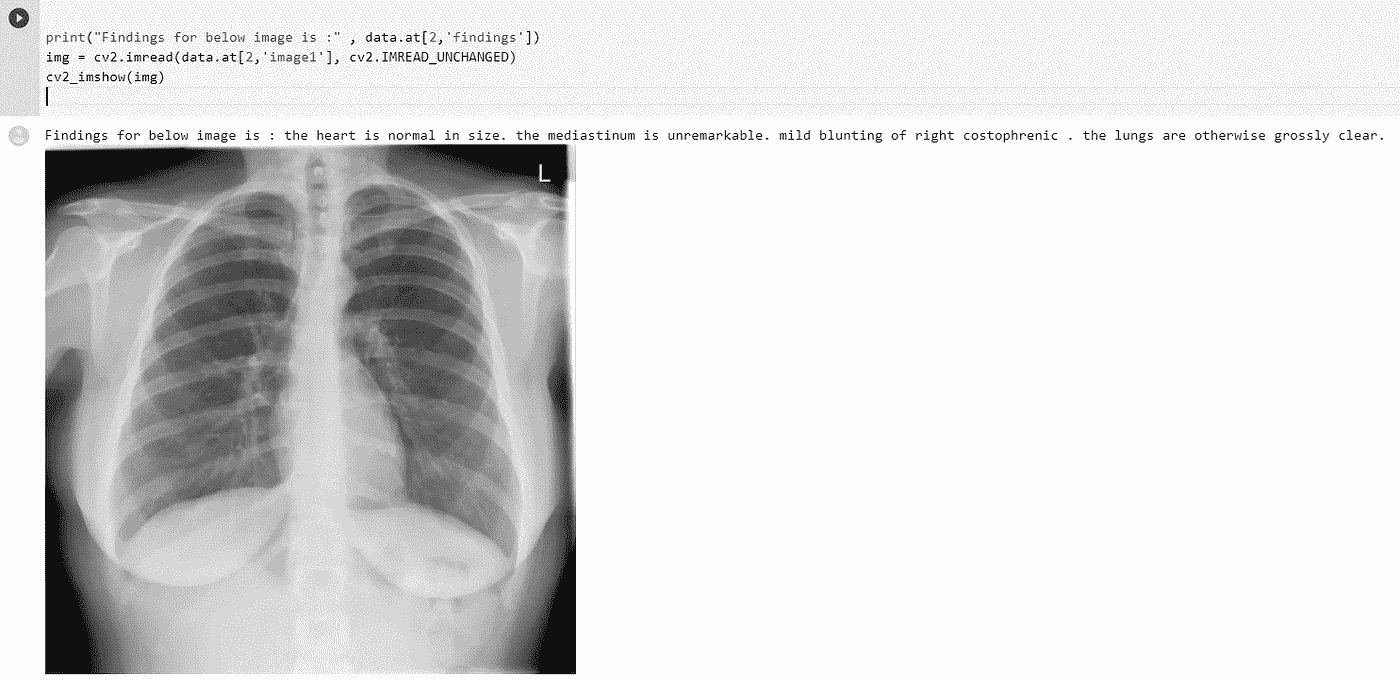 print("Findings for below image is :" , data.at[2,'findings'])
img = cv2.imread(data.at[2,'image1'], cv2.IMREAD_UNCHANGED)
cv2_imshow(img)
Findings for below image is : the heart is normal in size. the mediastinum is unremarkable. mild blunting of right costophrenic . the lungs are otherwise grossly clear.
L